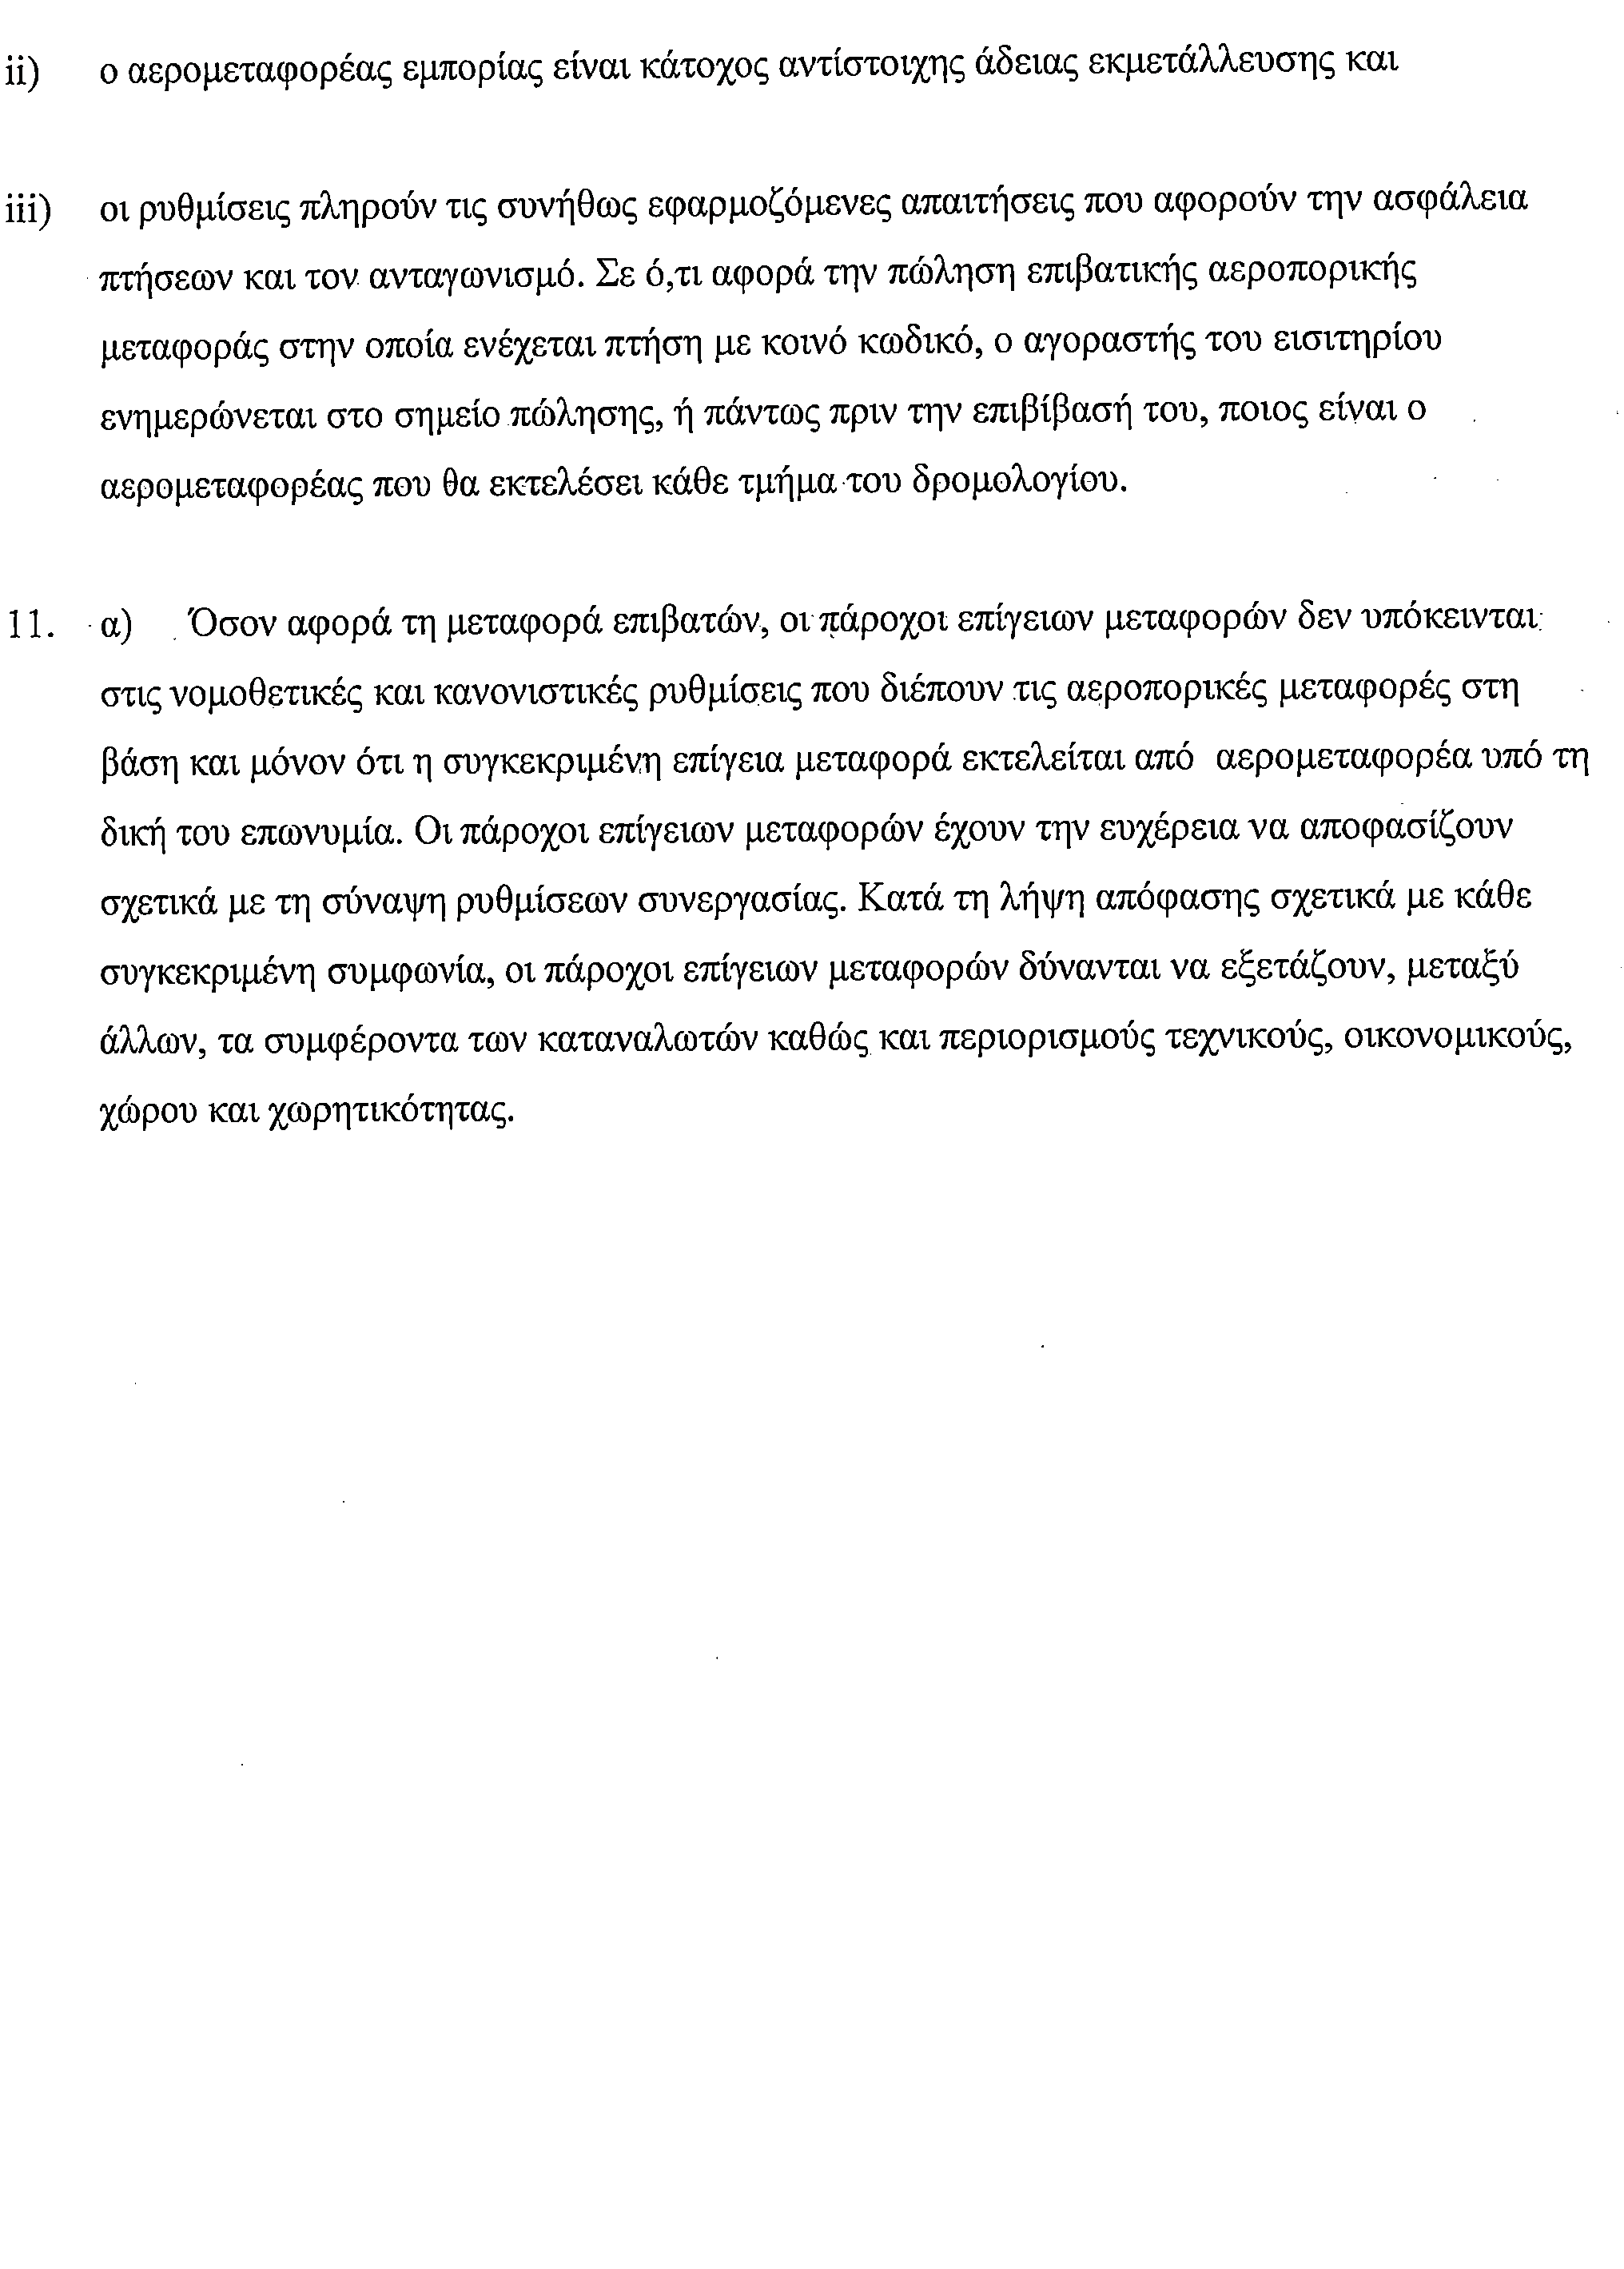 ii) ο αερομεταφορέας εμπορίας είναι κάτοχος αντίστοιχης άδειας εκμετάλλευσης και
iii) οι ρυθμίσεις πληρούν τις συνήθως εφαρμοζόμενες απαιτήσεις που αφορούν την ασφάλεια
πτήσεων και τον ανταγωνισμό. Σε ό,τι αφορά την πώληση επιβατικής αεροπορικής
μεταφοράς στην οποία ενέχεται πτήση με κοινό κωδικό, ο αγοραστής του εισιτηρίου
ενημερώνεται στο σημείο πώλησης, ή πάντως πριν την επιβίβασή του, ποιος είναι ο
αερομεταφορέας που θα εκτελέσει κάθε τμήμα του δρομολογίου.
11. α) Όσον αφορά τη μεταφορά επιβατών, οι πάροχοι επίγειων μεταφορών δεν υπόκεινται
στις νομοθετικές και κανονιστικές ρυθμίσεις που διέπουν τις αεροπορικές μεταφορές στη
βάση και μόνον ότι η συγκεκριμένη επίγεια μεταφορά εκτελείται από αερομεταφορέα υπό τη
δική του επωνυμία. Οι πάροχοι επίγειων μεταφορών έχουν την ευχέρεια να αποφασίζουν
σχετικά με τη σύναψη ρυθμίσεων συνεργασίας. Κατά τη λήψη απόφασης σχετικά με κάθε
συγκεκριμένη συμφωνία, οι πάροχοι επίγειων μεταφορών δύνανται να εξετάζουν, μεταξύ
άλλων, τα συμφέροντα των καταναλωτών καθώς και περιορισμούς τεχνικούς, οικονομικούς,
χώρου και χωρητικότητας.